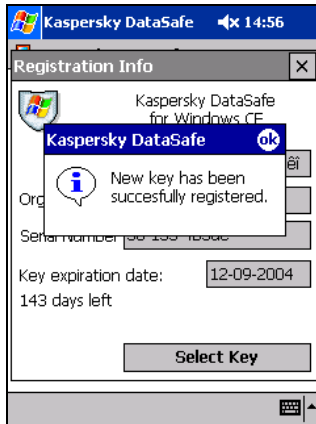 Kaspersky DataSafe 14:56
Registration Info
Kaspersky DataSafe
for Windows CE
Kaspersky DataSafe ok
New key has been
succesfully registered.
êî
Org
Serial Number
Key expiration date: 12-09-2004
143 days left
Select Key